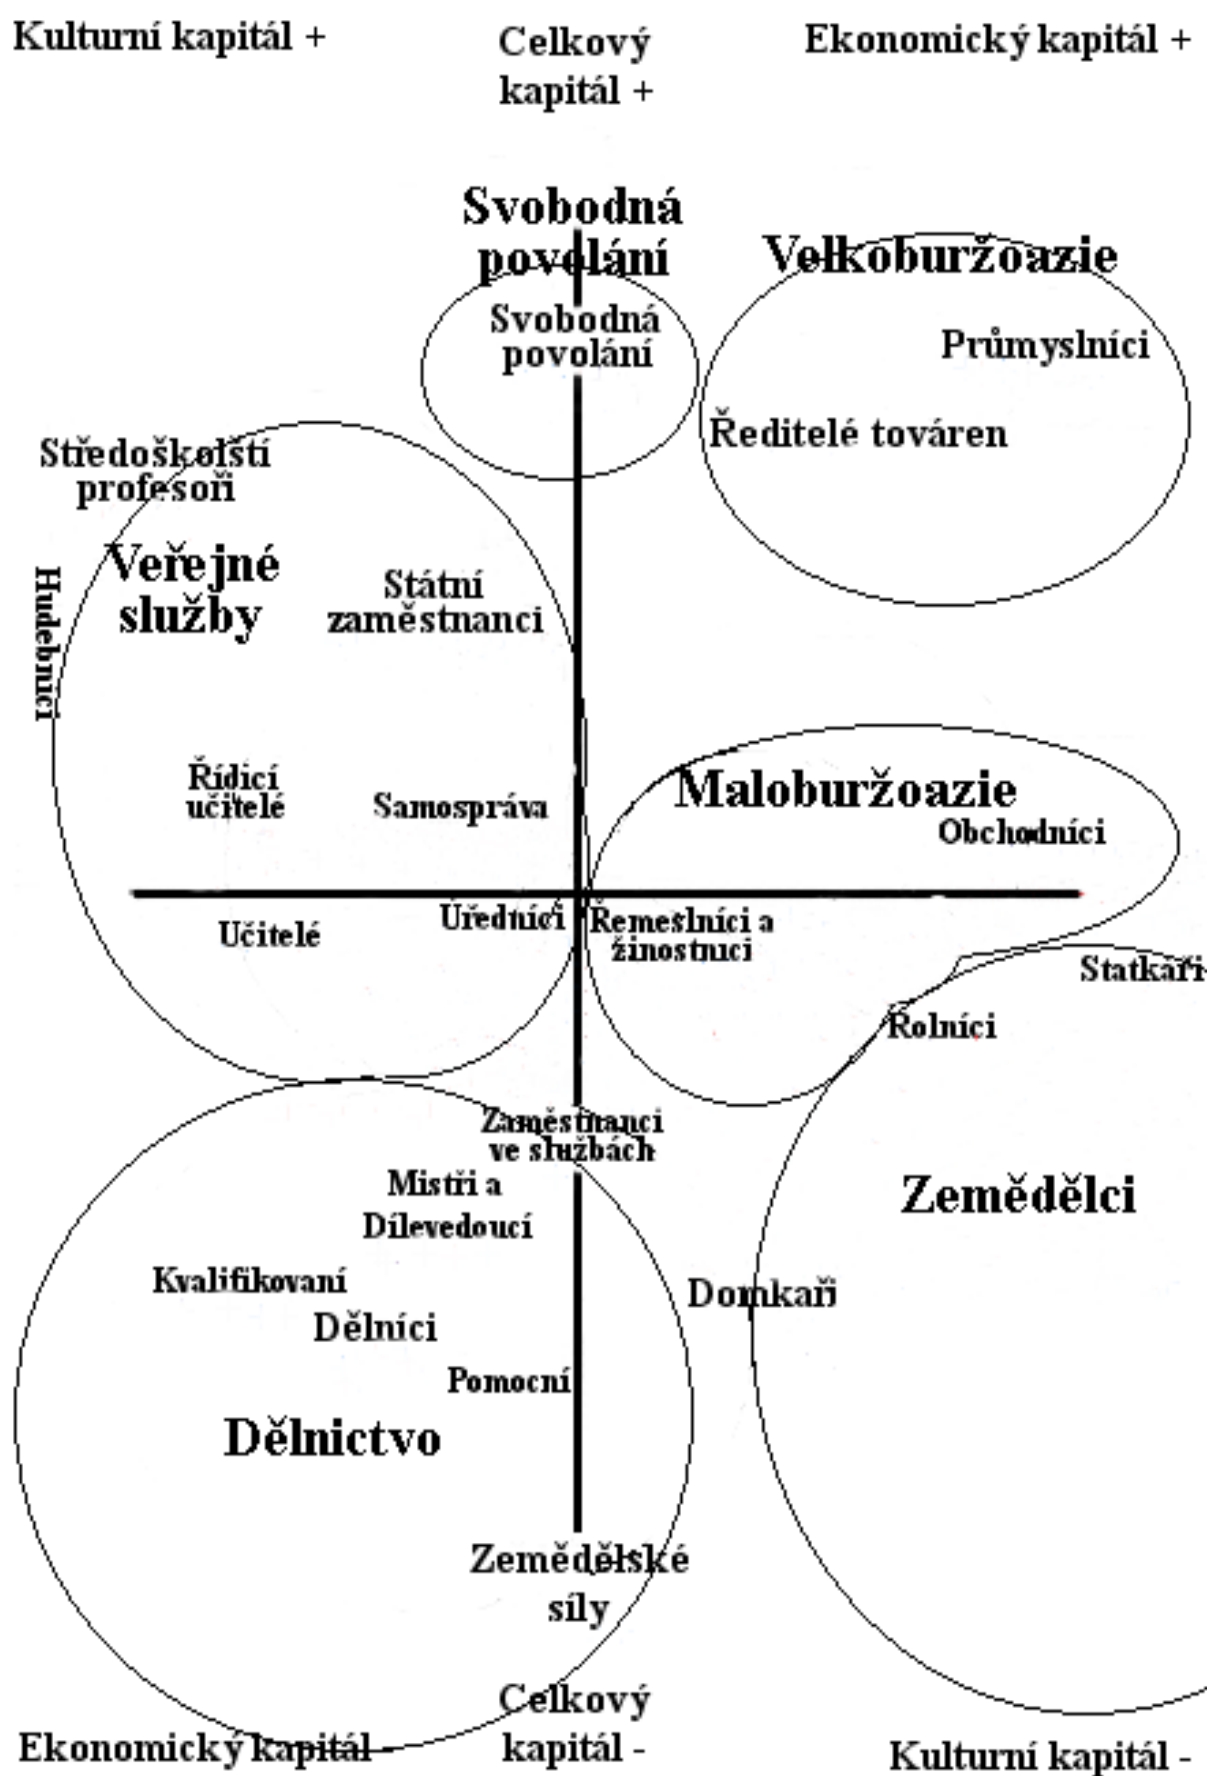 Kulturní kapitál +
Celkový
kapitál +
Ekonomický kapitál +
Svobodná
povolání
Velkoburžoazie
Svobodná
povolání
Průmyslníci
Ředitelé továren
Středoškolští
profesoři
Veřejné
služby
Státní
zaměstnanci
Hudebníci
Řídicí
učitelé
Samospráva
Maloburžoazie
Obchodníci
Učitelé
Úředníci
Řemeslníci a
žinostníci
Statkaři
Rolníci
Zaměstnanci
ve službách
Mistři a
Dílevedoucí
Zemědělci
Kvalifikovaní
Dělníci
Domkaři
Pomocní
Dělnictvo
Zemědělské
síly
Celkový
kapitál -
Ekonomický kapitál -
Kulturní kapitál -